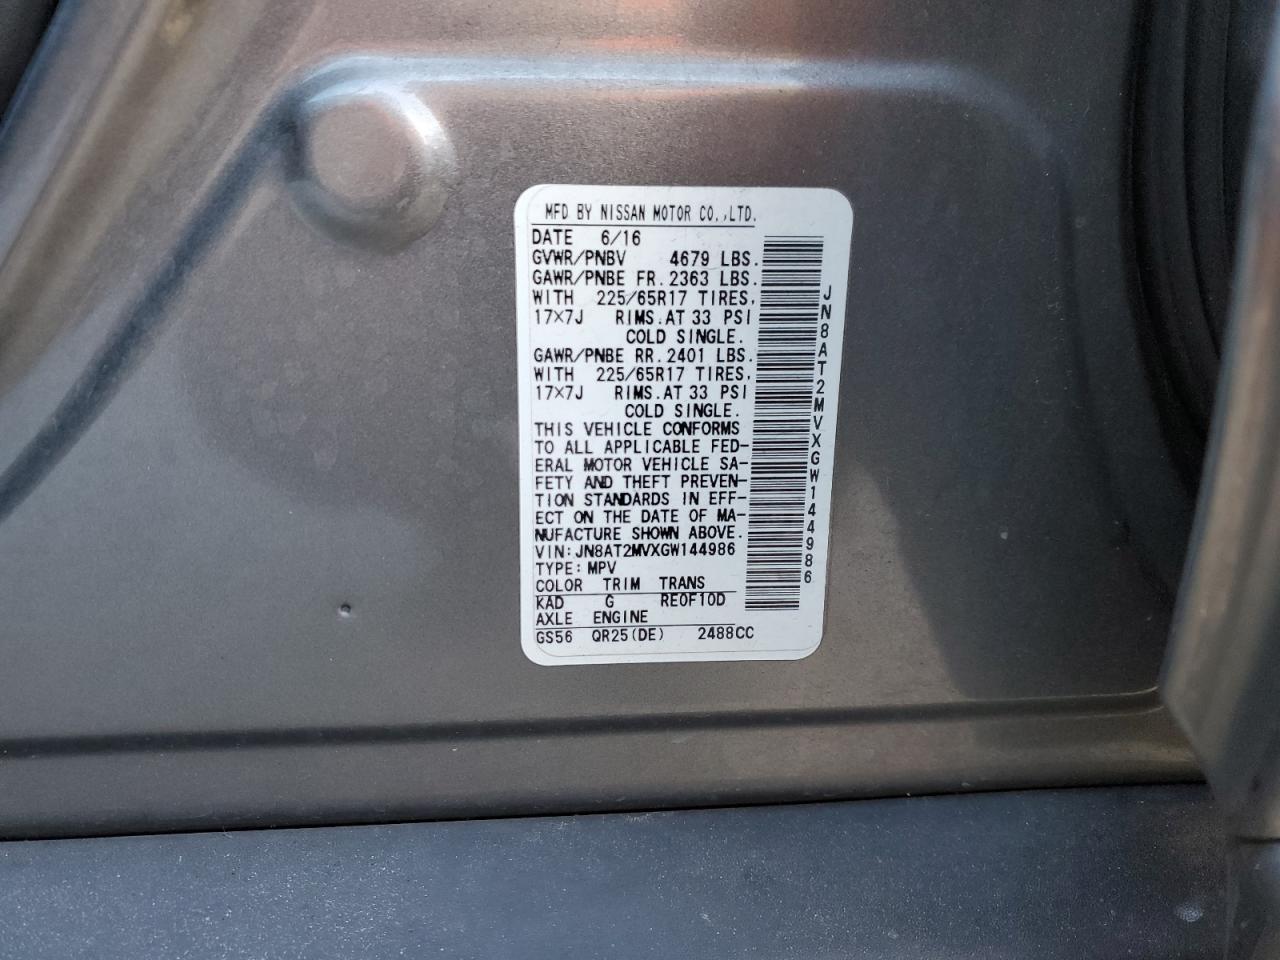 MFD BY NISSAN MOTOR CO.,LTD.
DATE 6/16
GVWR/PNBV 4679 LBS.
GAWR/PNBE FR. 2363 LBS.
WITH 225/65R17 TIRES,
17×7J RIMS.AT 33 PSI
COLD SINGLE.
GAWR/PNBE RR. 2401 LBS.
WITH 225/65R17 TIRES,
17×7J RIMS.AT 33 PSI
COLD SINGLE.
THIS VEHICLE CONFORMS
TO ALL APPLICABLE FED-
ERAL MOTOR VEHICLE SA-
FETY AND THEFT PREVEN-
TION STANDARDS IN EFF-
ECT ON THE DATE OF MA-
NUFACTURE SHOWN ABOVE.
VIN:JN8AT2MVXGW144986
TYPE:MPV
COLOR TRIM TRANS
KAD G RE0F10D
AXLE ENGINE
GS56 QR25(DE) 2488CC
JN8AT2MVXGW144986